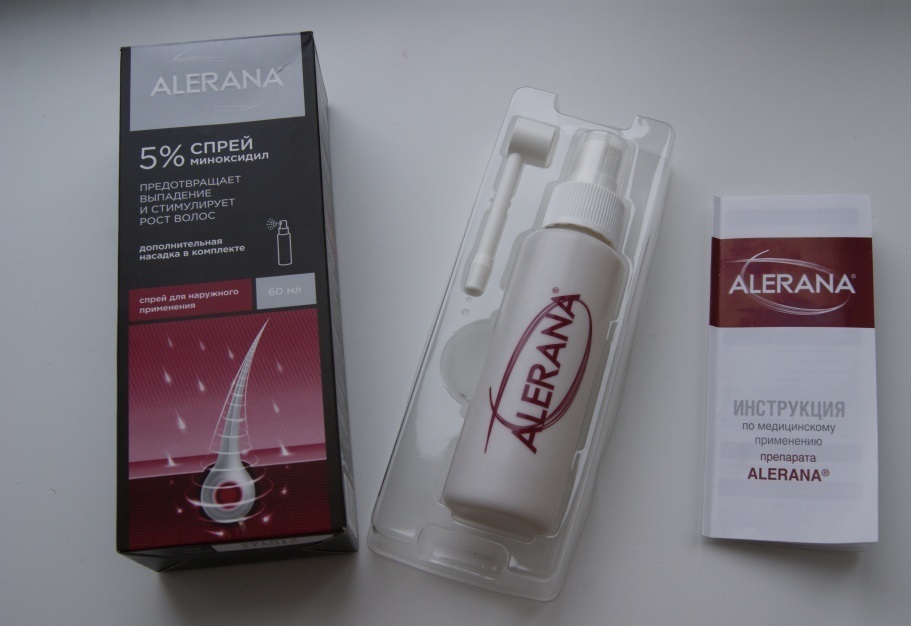 ALERANA
5% СПРЕЙ
МИНОКСИДИЛ
ПРЕДОТВРАЩАЕТ
ВЫПАДЕНИЕ
И СТИМУЛИРУЕТ
РОСТ ВОЛОС
дополнительная
насадка в комплекте
спрей для наружного
применения
60 мл
ALERANA®
ALERANA®
ИНСТРУКЦИЯ
по медицинскому
применению
препарата
ALERANA®